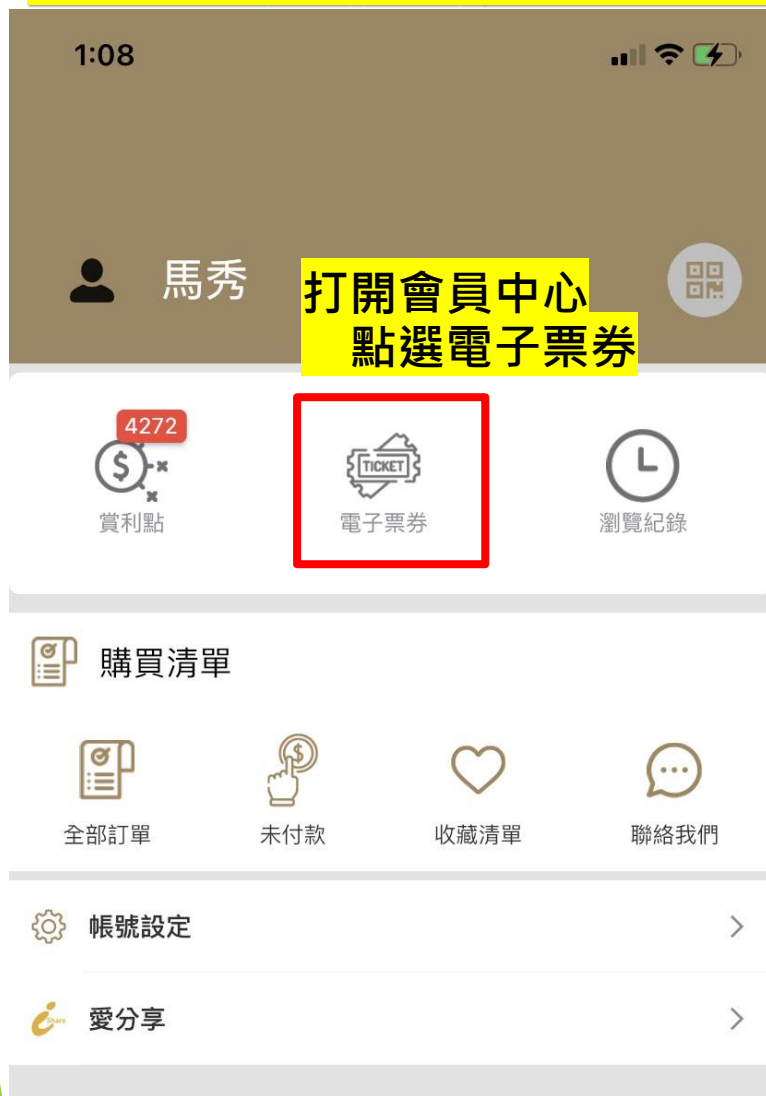 1:08
馬秀
打開會員中心
點選電子票券
4272
TICKET
賞利點
電子票券
瀏覽紀錄
購買清單
全部訂單
未付款
收藏清單
聯絡我們
帳號設定
Share
愛分享